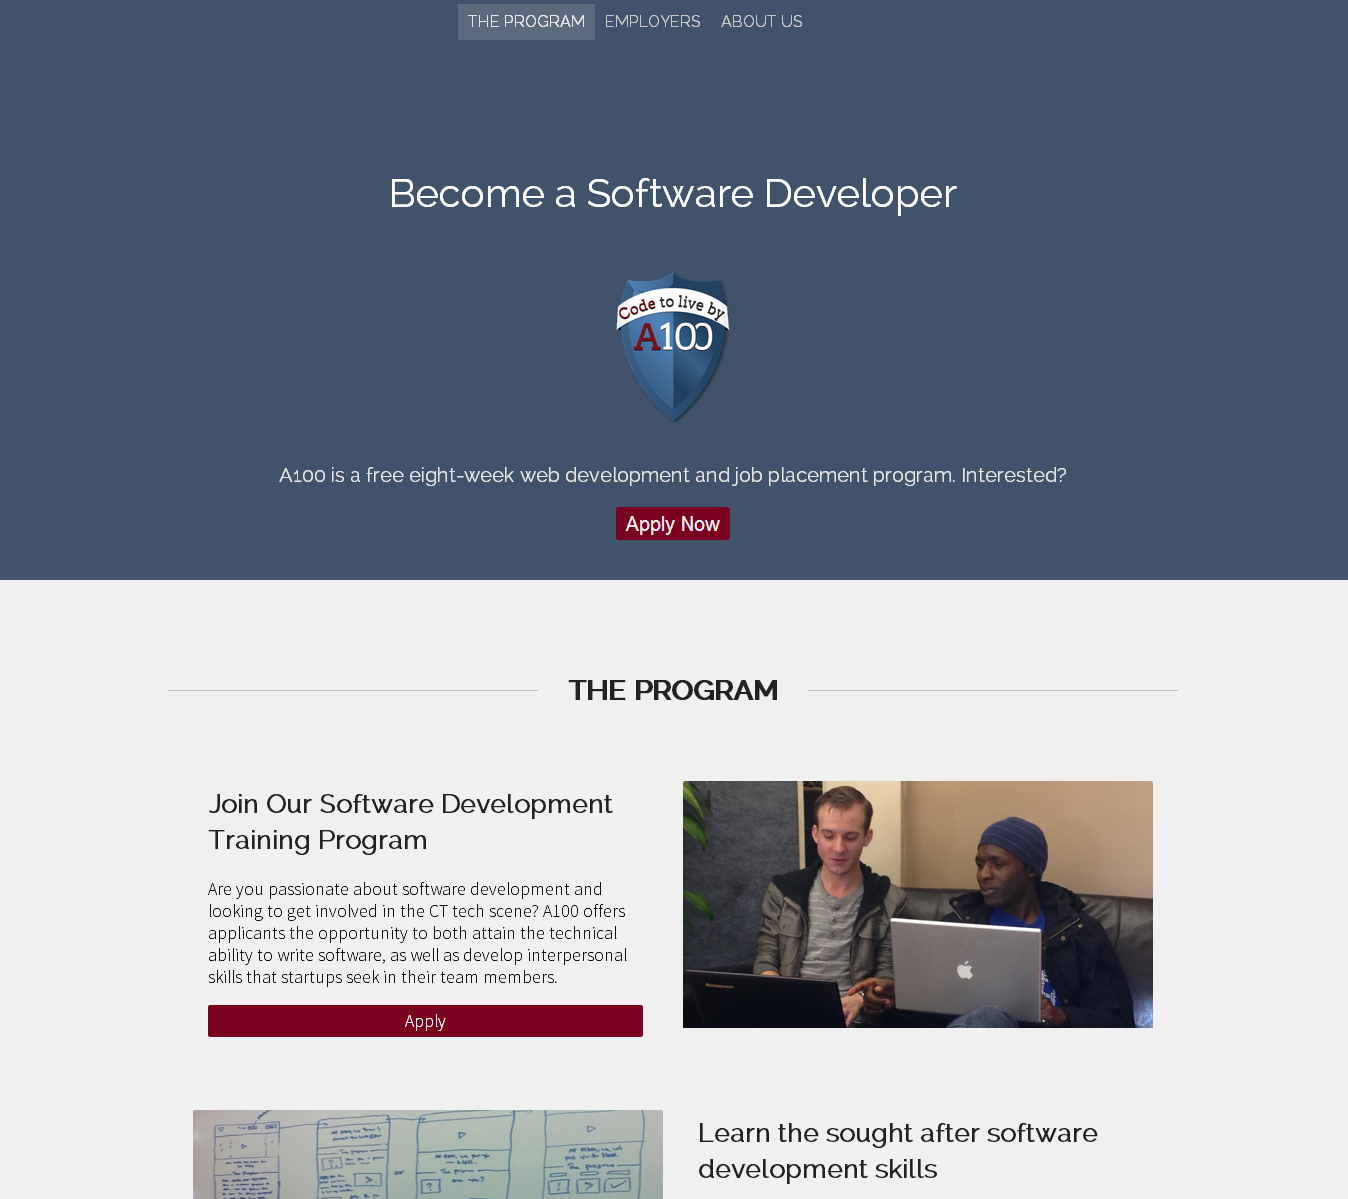 THE PROGRAM EMPLOYERS ABOUT US
Become a Software Developer
Code to live by
A100
A100 is a free eight-week web development and job placement program. Interested?
Apply Now
THE PROGRAM
Join Our Software Development
Training Program
Are you passionate about software development and
looking to get involved in the CT tech scene? A100 offers
applicants the opportunity to both attain the technical
ability to write software, as well as develop interpersonal
skills that startups seek in their team members.
Apply
Learn the sought after software
development skills